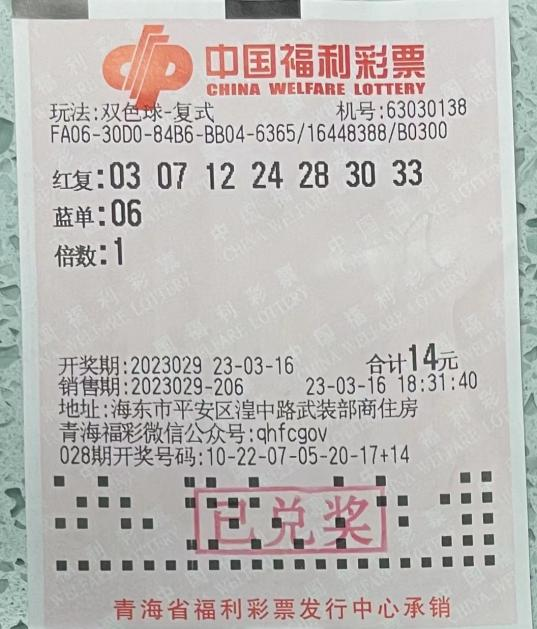 中国福利彩票
CHINA WELFARE LOTTERY
玩法:双色球-复式 机号:63030138
FA06-30D0-84B6-BB04-6365/16448388/B0300
红复:03 07 12 24 28 30 33
蓝单:06
倍数:1
开奖期:2023029 23-03-16 合计14元
销售期:2023029-206 23-03-16 18:31:40
地址:海东市平安区湟中路武装部商住房
青海福彩微信公众号:qhfcgov
028期开奖号码:10-22-07-05-20-17+14
已兑奖
青海省福利彩票发行中心承销